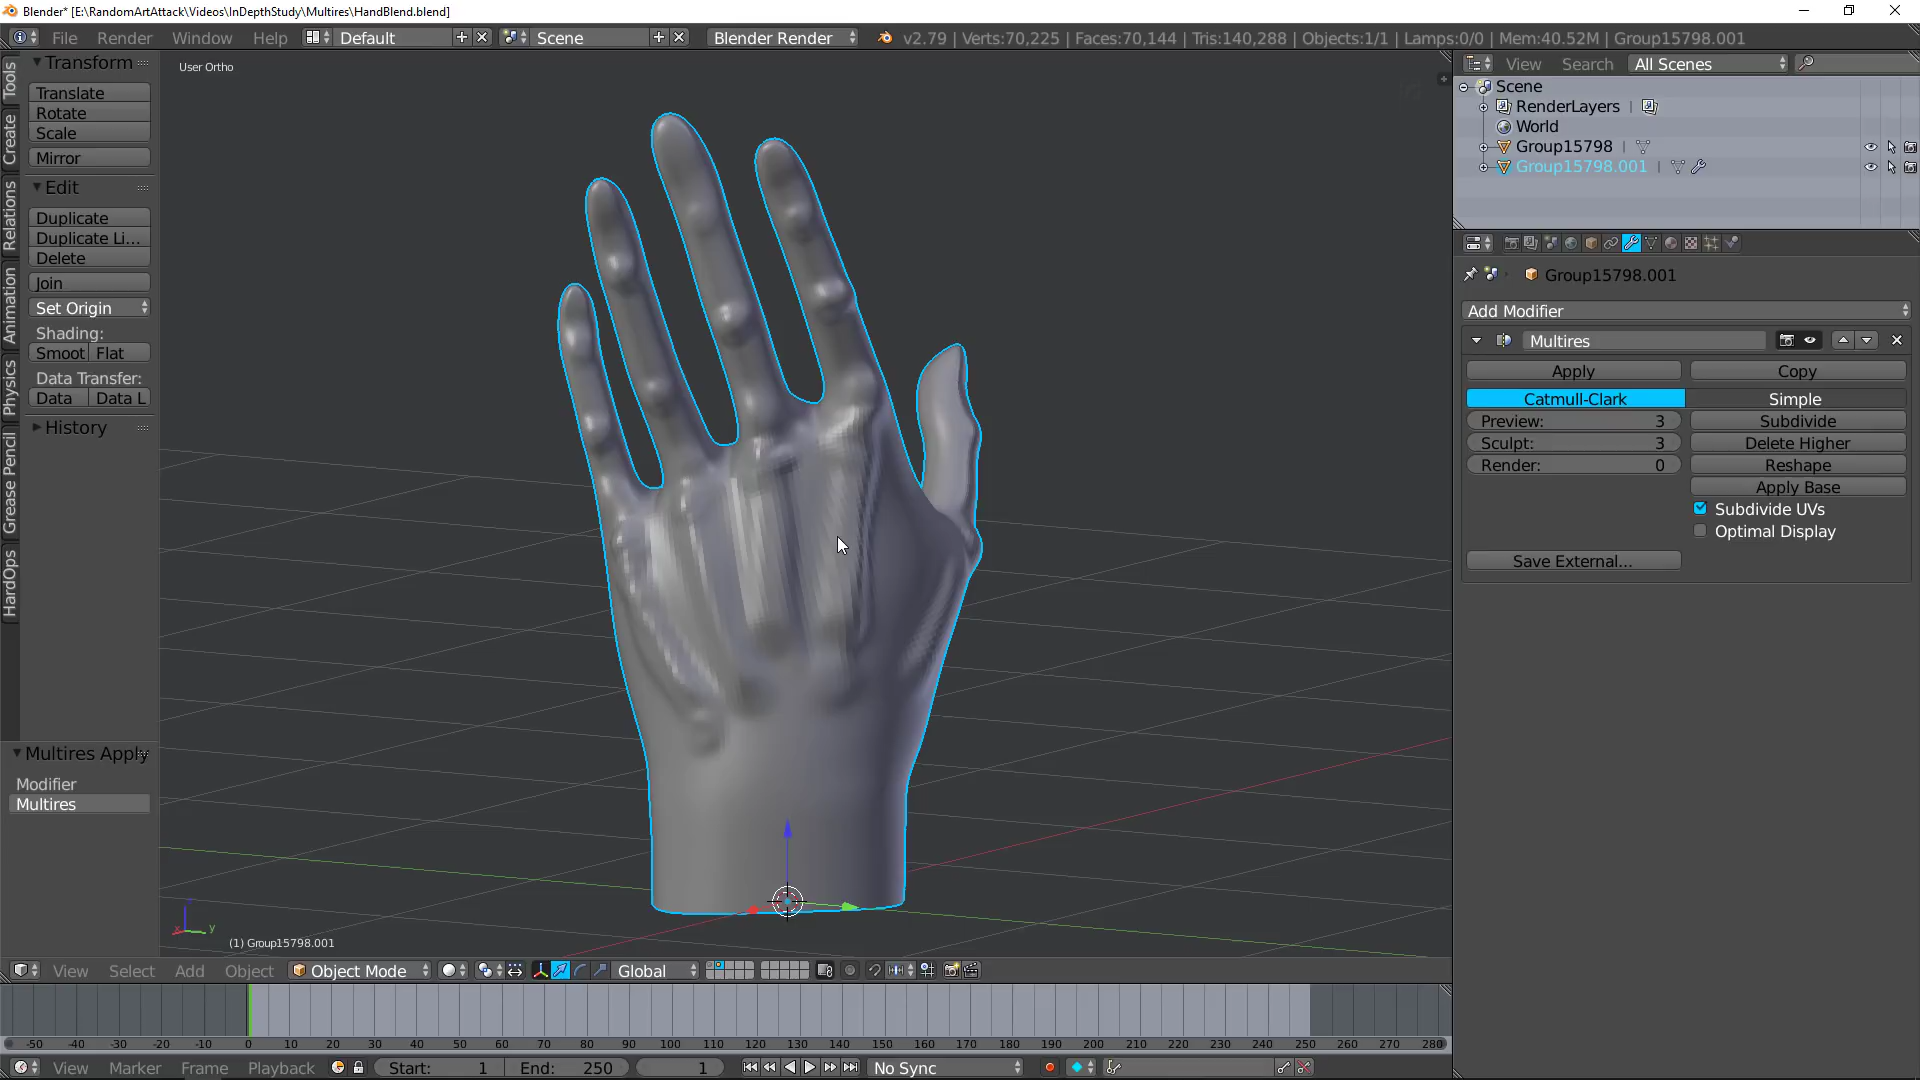 Blender* [E:\RandomArtAttack\Videos\InDepthStudy\Multires\HandBlend.blend]
File Render Window Help Default Scene Blender Render v2.79 | Verts:70,225 | Faces:70,144 | Tris:140,288 | Objects:1/1 | Lamps:0/0 | Mem:40.52M | Group15798.001
Tools
Create
Relations
Animation
Physics
Grease Pencil
HardOps
Transform
Translate
Rotate
Scale
Mirror
Edit
Duplicate
Duplicate Li...
Delete
Join
Set Origin
Shading:
Smoot Flat
Data Transfer:
Data Data L
History
Multires Apply
Modifier
Multires
User Ortho
x y
(1) Group15798.001
View Select Add Object Object Mode Global
-50 -40 -30 -20 -10 0 10 20 30 40 50 60 70 80 90 100 110 120 130 140 150 160 170 180 190 200 210 220 230 240 250 260 270 280
View Marker Frame Playback Start: 1 End: 250 1 No Sync
View Search All Scenes
Scene
RenderLayers |
World
Group15798 |
Group15798.001 |
Group15798.001
Add Modifier
Multires
Apply Copy
Catmull-Clark Simple
Preview: 3 Subdivide
Sculpt: 3 Delete Higher
Render: 0 Reshape
Apply Base
Subdivide UVs
Optimal Display
Save External...